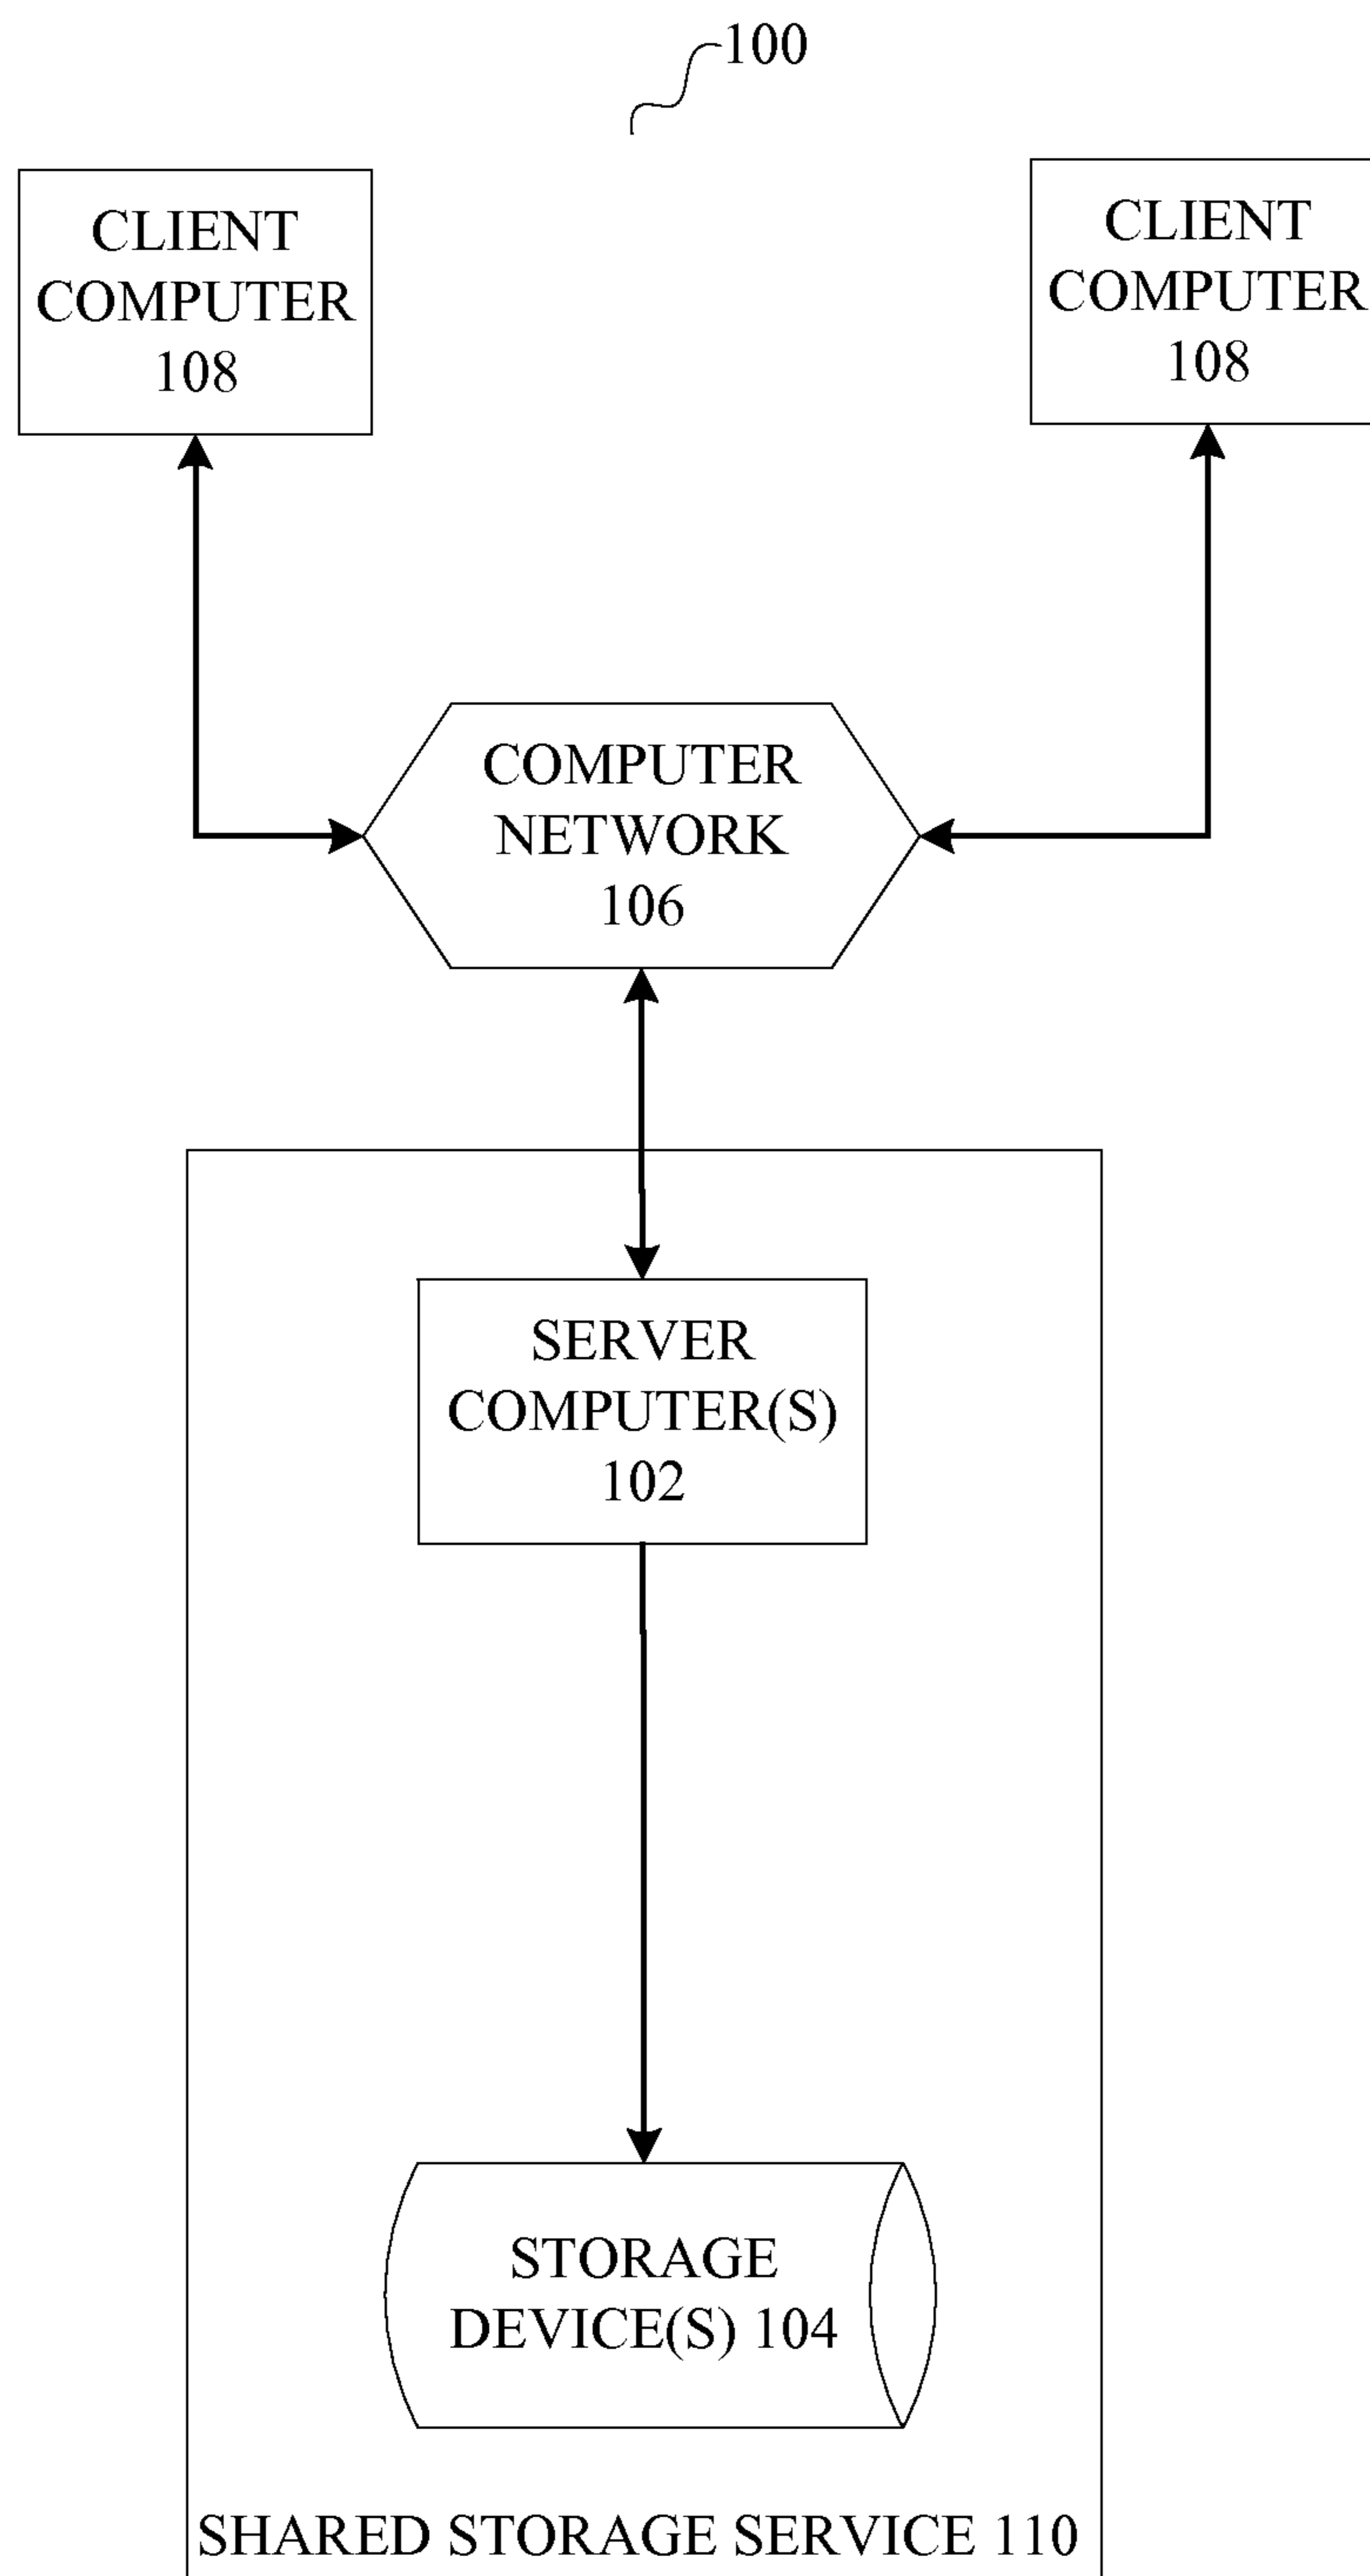 100
CLIENT
COMPUTER
108
CLIENT
COMPUTER
108
COMPUTER
NETWORK
106
SERVER
COMPUTER(S)
102
STORAGE
DEVICE(S) 104
SHARED STORAGE SERVICE 110